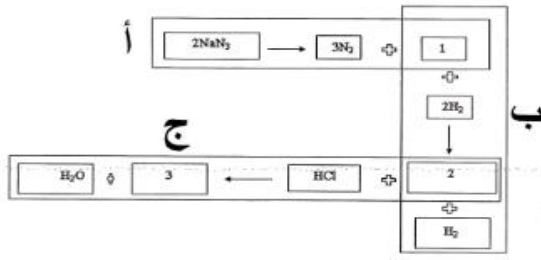 أ
2NaN₃ → 3N₂ + 1
+
2H₂
ب
↓
ج
H₂O + 3 ← HCl + 2
+
H₂